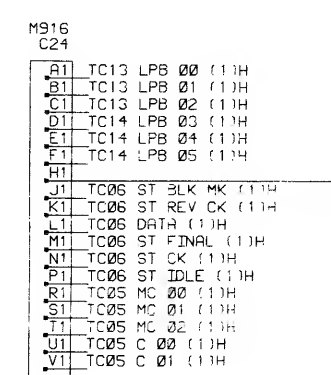 M916
C24
A1 TC13 LPB 00 (1)H
B1 TC13 LPB 01 (1)H
C1 TC13 LPB 02 (1)H
D1 TC14 LPB 03 (1)H
E1 TC14 LPB 04 (1)H
F1 TC14 LPB 05 (1)H
H1
J1 TC06 ST BLK MK (1)H
K1 TC06 ST REV CK (1)H
L1 TC06 DATA (1)H
M1 TC06 ST FINAL (1)H
N1 TC06 ST CK (1)H
P1 TC06 ST IDLE (1)H
R1 TC05 MC 00 (1)H
S1 TC05 MC 01 (1)H
T1 TC05 MC 02 (1)H
U1 TC05 C 00 (1)H
V1 TC05 C 01 (1)H